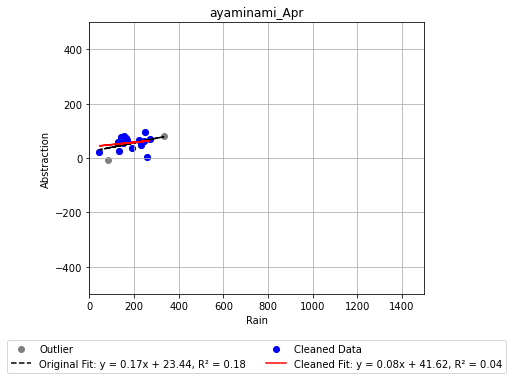 ayaminami_Apr
400
200
0
−200
−400
Abstraction
0 200 400 600 800 1000 1200 1400
Rain
Outlier Cleaned Data
Original Fit: y = 0.17x + 23.44, R² = 0.18 Cleaned Fit: y = 0.08x + 41.62, R² = 0.04